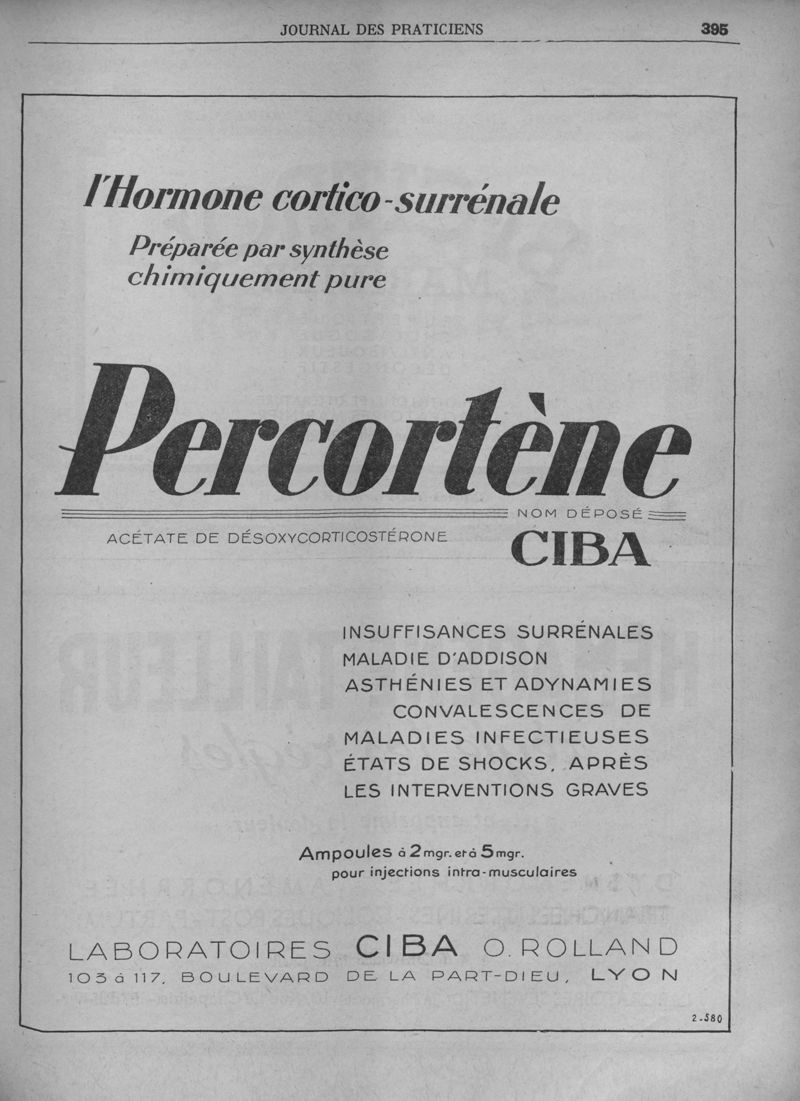 JOURNAL DES PRATICIENS 395
l'Hormone cortico-surrénale
Préparée par synthèse
chimiquement pure
Percortène
NOM DÉPOSÉ
ACÉTATE DE DÉSOXYCORTICOSTÉRONE
CIBA
INSUFFISANCES SURRÉNALES
MALADIE D'ADDISON
ASTHÉNIES ET ADYNAMIES
CONVALESCENCES DE
MALADIES INFECTIEUSES
ÉTATS DE SHOCKS, APRÈS
LES INTERVENTIONS GRAVES
Ampoules à 2 mgr. et à 5 mgr.
pour injections intra-musculaires
LABORATOIRES CIBA O. ROLLAND
103 à 117, BOULEVARD DE LA PART-DIEU, LYON
2-580